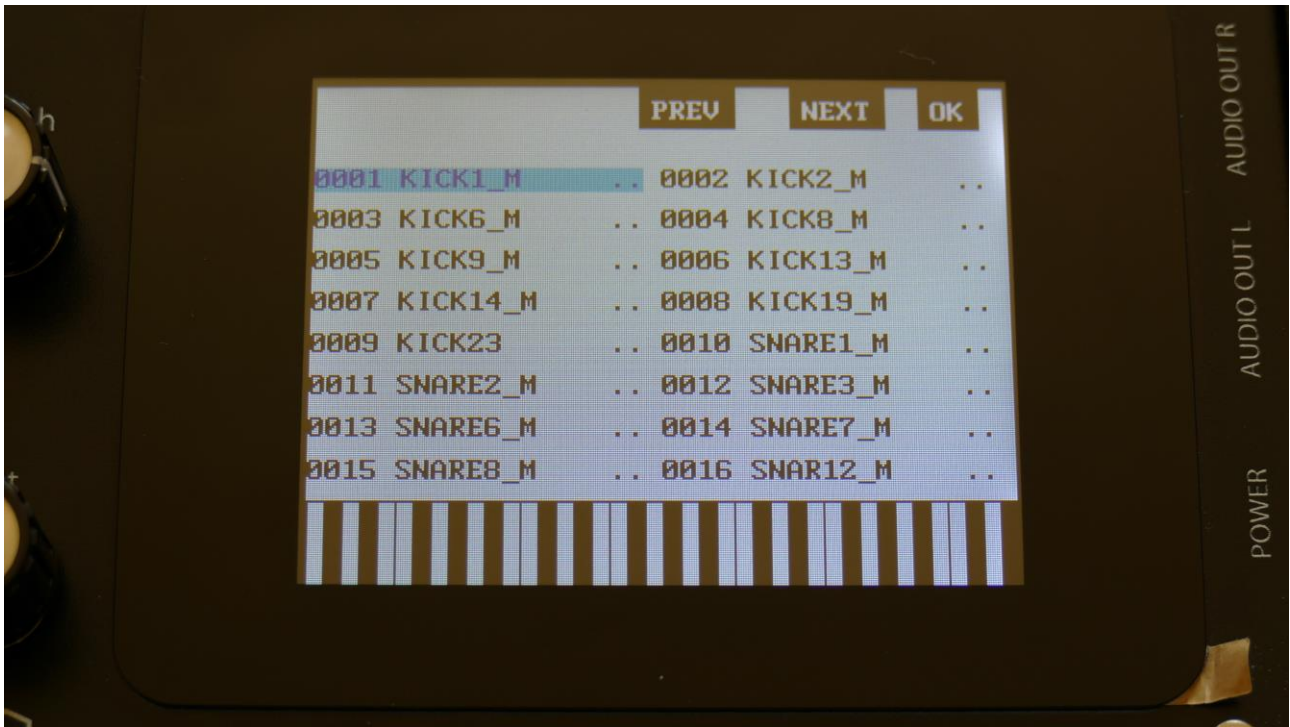 PREV NEXT OK
0001 KICK1_M .. 0002 KICK2_M ..
0003 KICK6_M .. 0004 KICK8_M ..
0005 KICK9_M .. 0006 KICK13_M ..
0007 KICK14_M .. 0008 KICK19_M ..
0009 KICK23 .. 0010 SNARE1_M ..
0011 SNARE2_M .. 0012 SNARE3_M ..
0013 SNARE6_M .. 0014 SNARE7_M ..
0015 SNARE8_M .. 0016 SNAR12_M ..
AUDIO OUT R
AUDIO OUT L
POWER